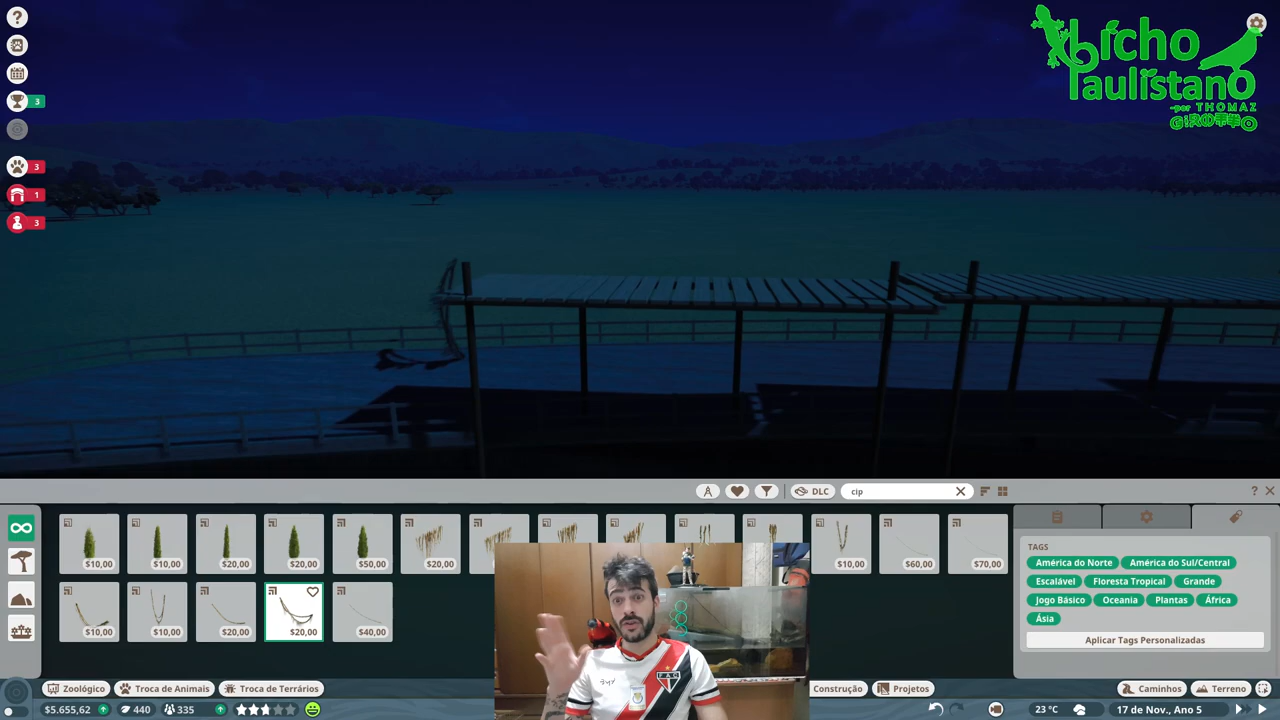 bicho
Paulistano
-por THOMAZ
3
3
1
3
DLC
cip
$10,00
$10,00
$20,00
$20,00
$50,00
$20,00
$10,00
$60,00
$70,00
$10,00
$10,00
$20,00
$20,00
$40,00
TAGS
América do Norte
América do Sul/Central
Escalável
Floresta Tropical
Grande
Jogo Básico
Oceania
Plantas
África
Ásia
Aplicar Tags Personalizadas
Zoológico
Troca de Animais
Troca de Terrários
Construção
Projetos
Caminhos
Terreno
$5.655,62
440
335
23 °C
17 de Nov., Ano 5